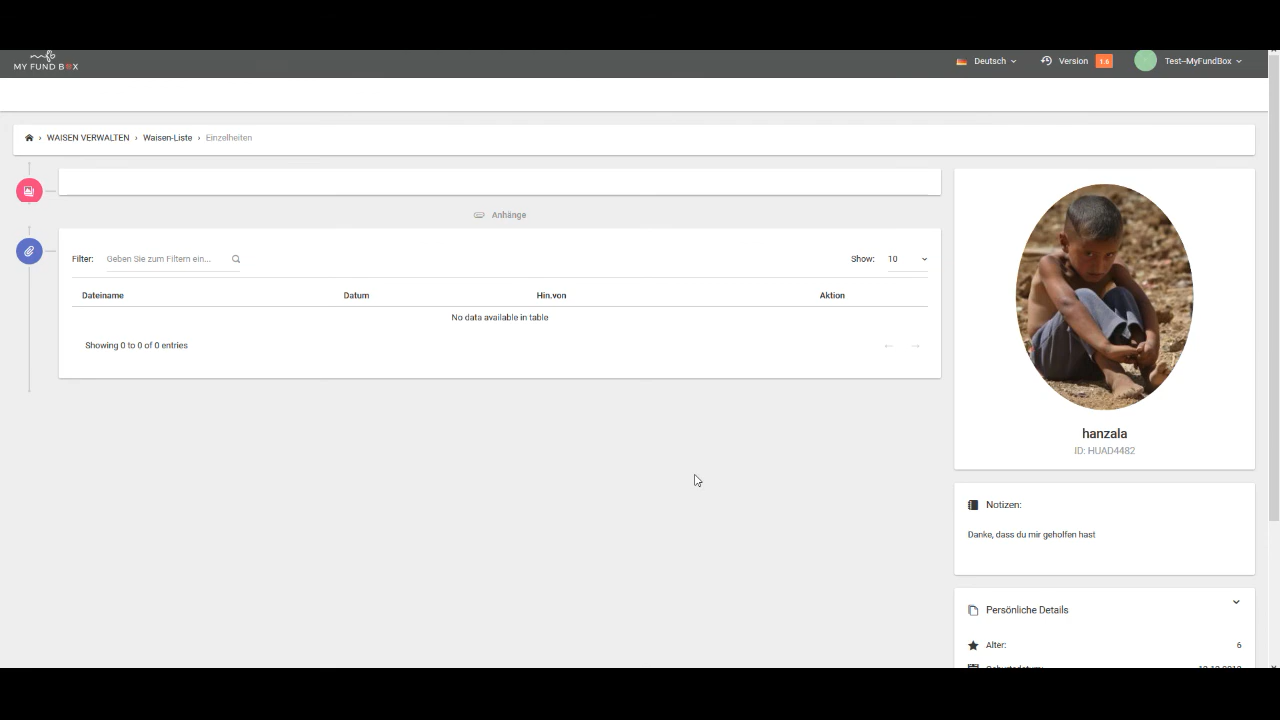 MY FUND BOX
Deutsch
Version 1.6
Test--MyFundBox
› WAISEN VERWALTEN › Waisen-Liste › Einzelheiten
Anhänge
Filter: Geben Sie zum Filtern ein...
Show: 10
Dateiname Datum Hin.von Aktion
No data available in table
Showing 0 to 0 of 0 entries
← →
hanzala
ID: HUAD4482
Notizen:
Danke, dass du mir geholfen hast
Persönliche Details
Alter: 6